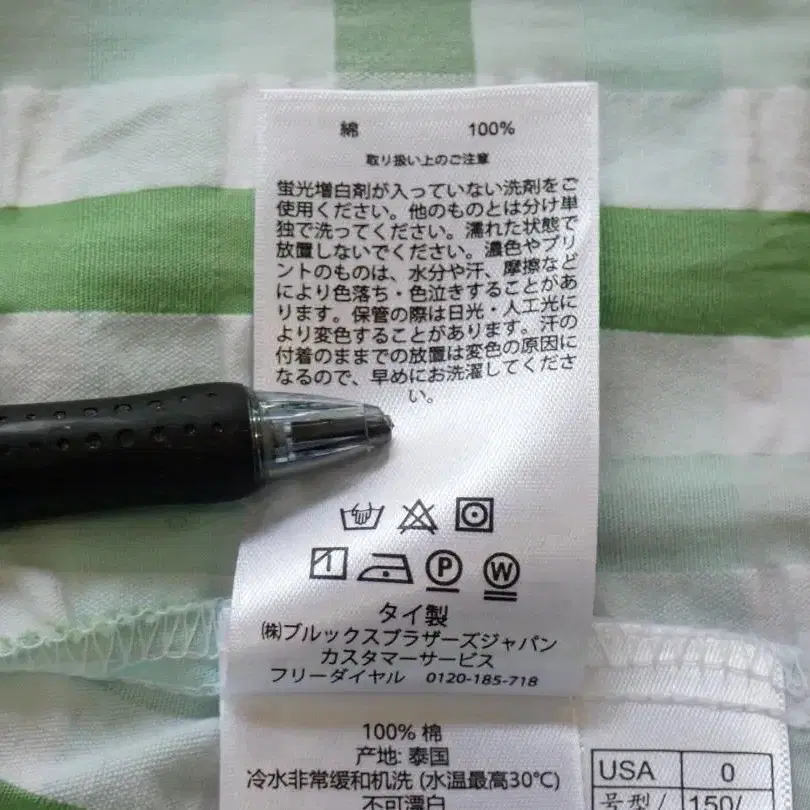 綿 100%
取り扱い上のご注意
蛍光増白剤が入っていない洗剤をご
使用ください。他のものとは分け単
独で洗ってください。濡れた状態で
放置しないでください。濃色やプリ
ントのものは、水分や汗、摩擦など
により色落ち・色泣きすることがあ
ります。保管の際は日光・人工光に
より変色することがあります。汗の
付着のままでの放置は変色の原因に
なるので、早めにお洗濯してくださ
い。
P W
タイ製
㈱ブルックスブラザーズジャパン
カスタマーサービス
フリーダイヤル 0120-185-718
100% 棉
产地: 泰国
冷水非常缓和机洗 (水温最高30℃)
不可漂白
USA 0
号型/ 150/